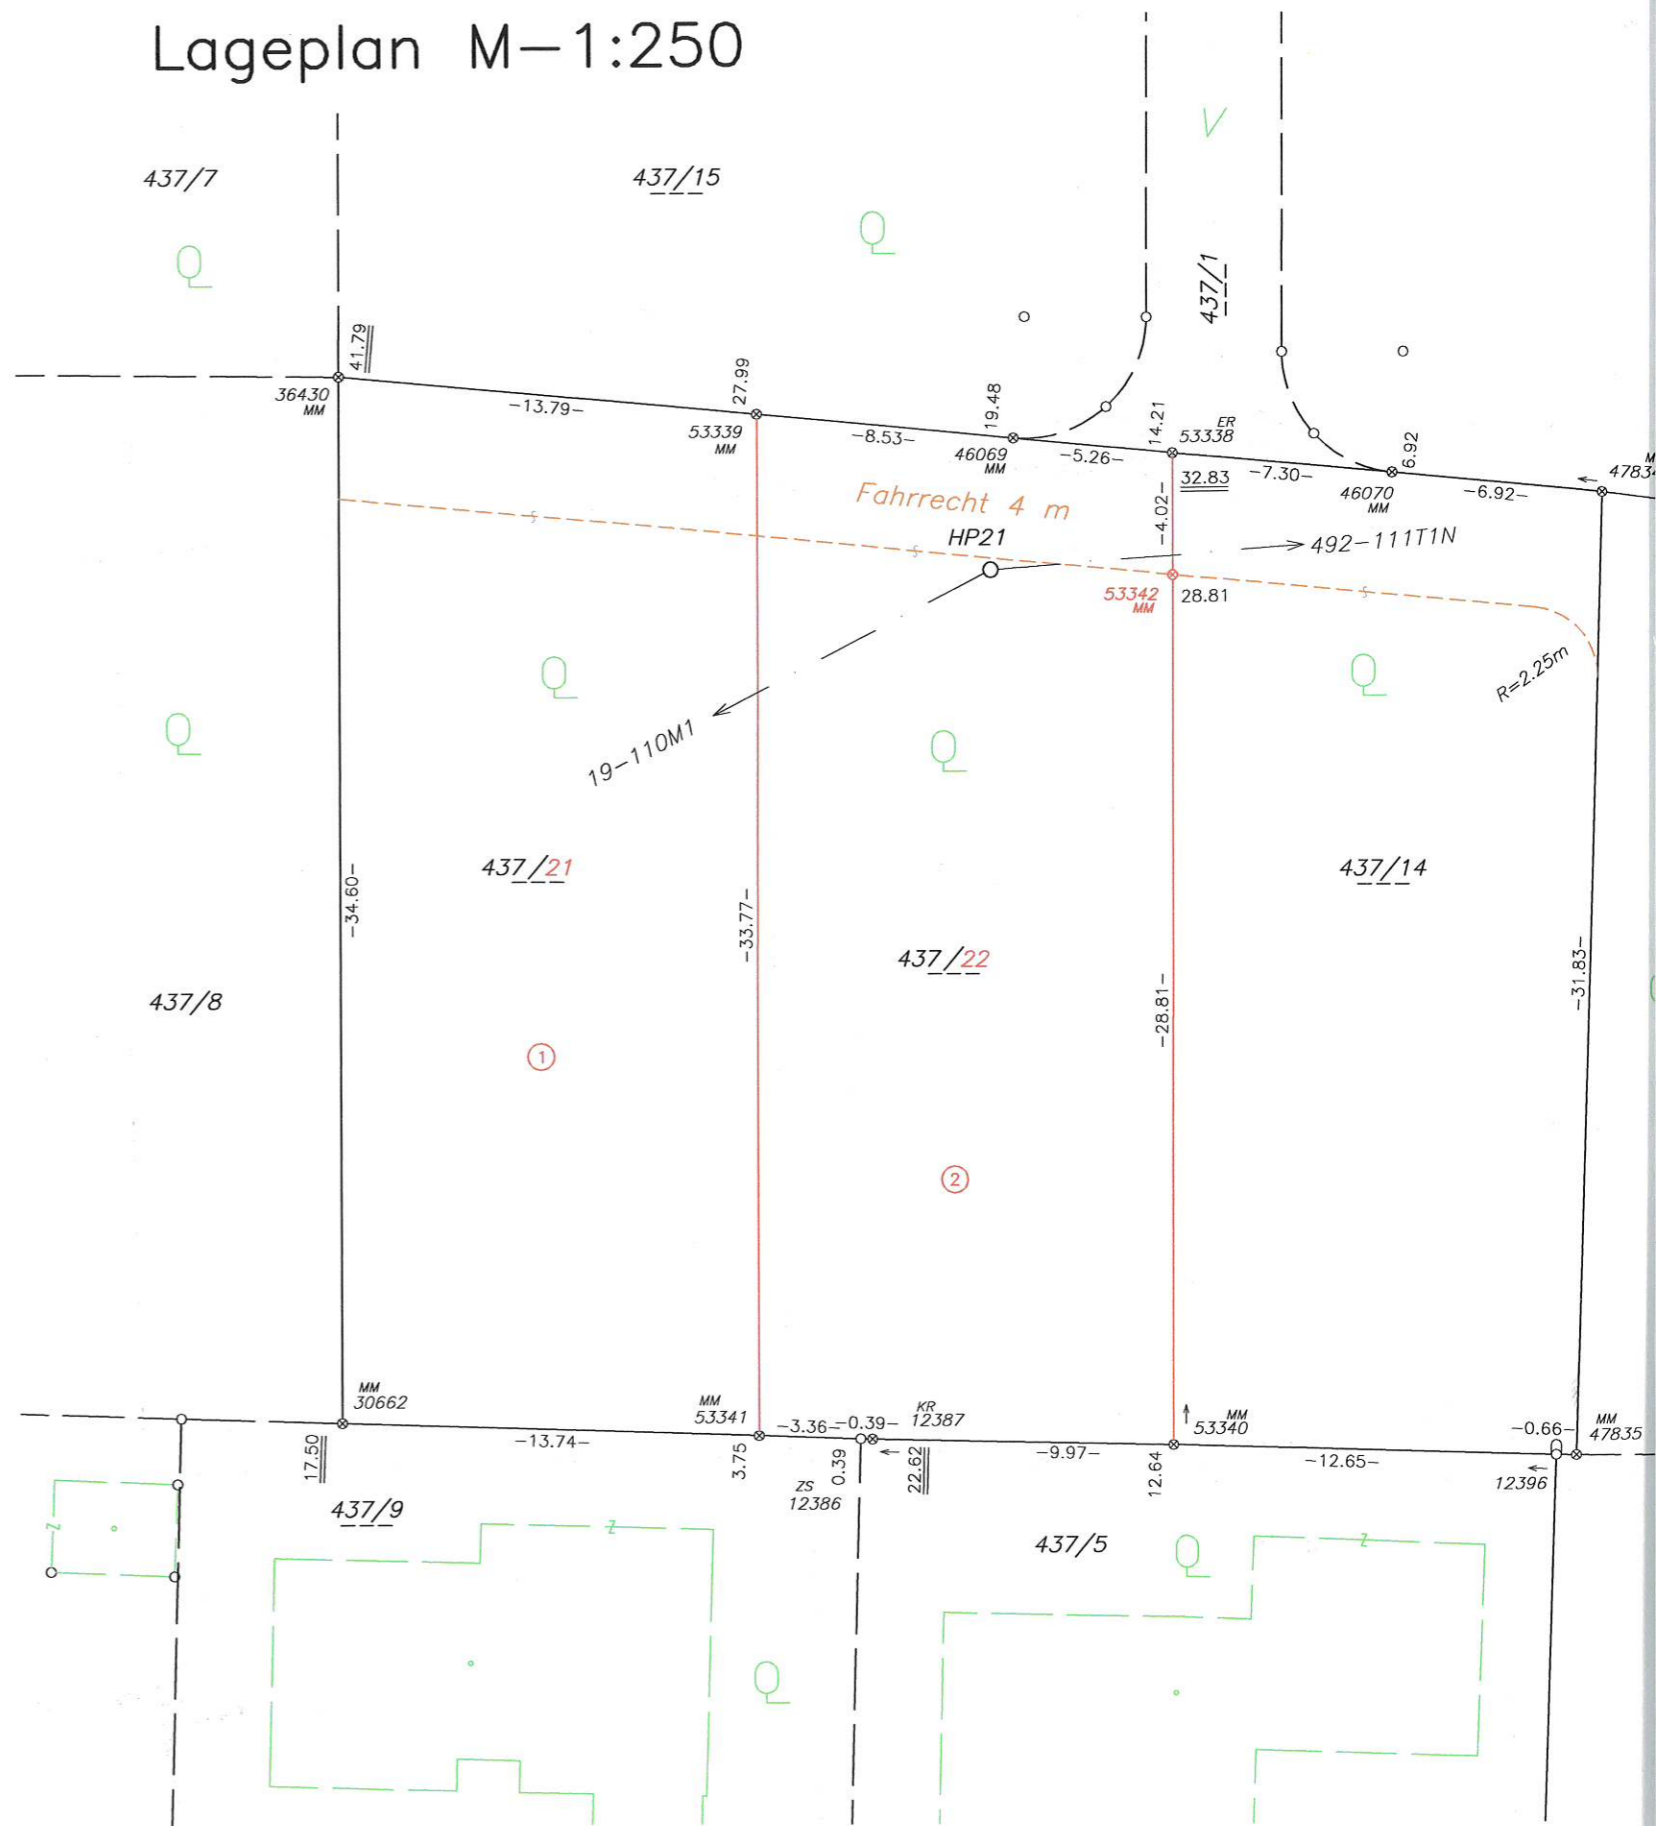 Lageplan M-1:250
V
437/7
437/15
437/1
41.79
36430
MM
-13.79-
27.99
53339
MM
-8.53-
19.48
46069
MM
-5.26-
14.21
ER
53338
32.83
-7.30-
6.92
46070
MM
-6.92-
4783
Fahrrecht 4 m
-4.02-
HP21
492-111T1N
53342
MM
28.81
R=2.25m
19-110M1
437/21
437/14
-34.60-
-33.77-
437/22
-28.81-
-31.83-
437/8
1
2
MM
30662
MM
53341
-3.36-
-0.39-
KR
12387
MM
53340
-0.66-
MM
47835
17.50
-13.74-
3.75
0.39
22.62
-9.97-
12.64
-12.65-
12396
ZS
12386
437/9
437/5